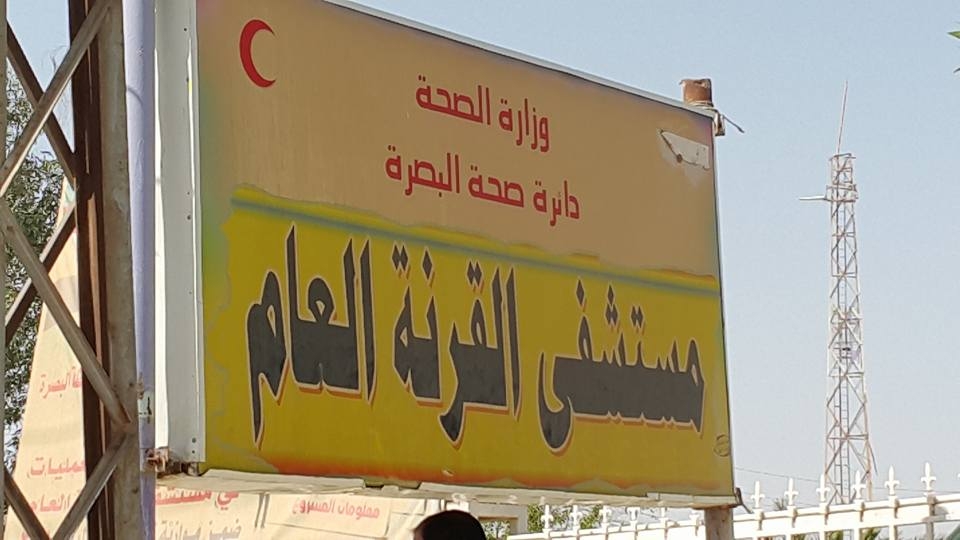 وزارة الصحة
دائرة صحة البصرة
مستشفى القرنة العام
معلومات المشروع